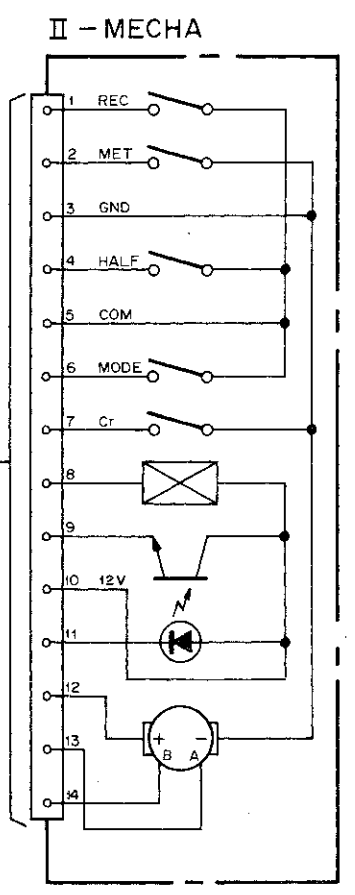 II - MECHA
1 REC
2 MET
3 GND
4 HALF
5 COM
6 MODE
7 Cr
8
9
10 12V
11
12
+ -
13
B A
14